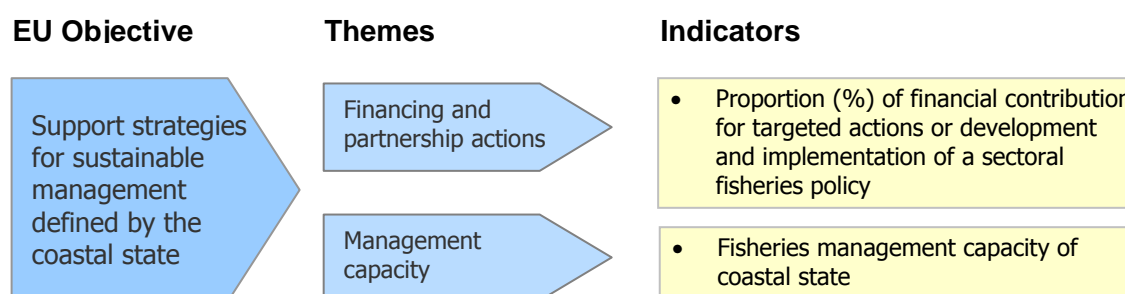 EU Objective
Themes
Indicators
Support strategies
for sustainable
management
defined by the
coastal state
Financing and
partnership actions
• Proportion (%) of financial contribution
for targeted actions or development
and implementation of a sectoral
fisheries policy
Management
capacity
• Fisheries management capacity of
coastal state